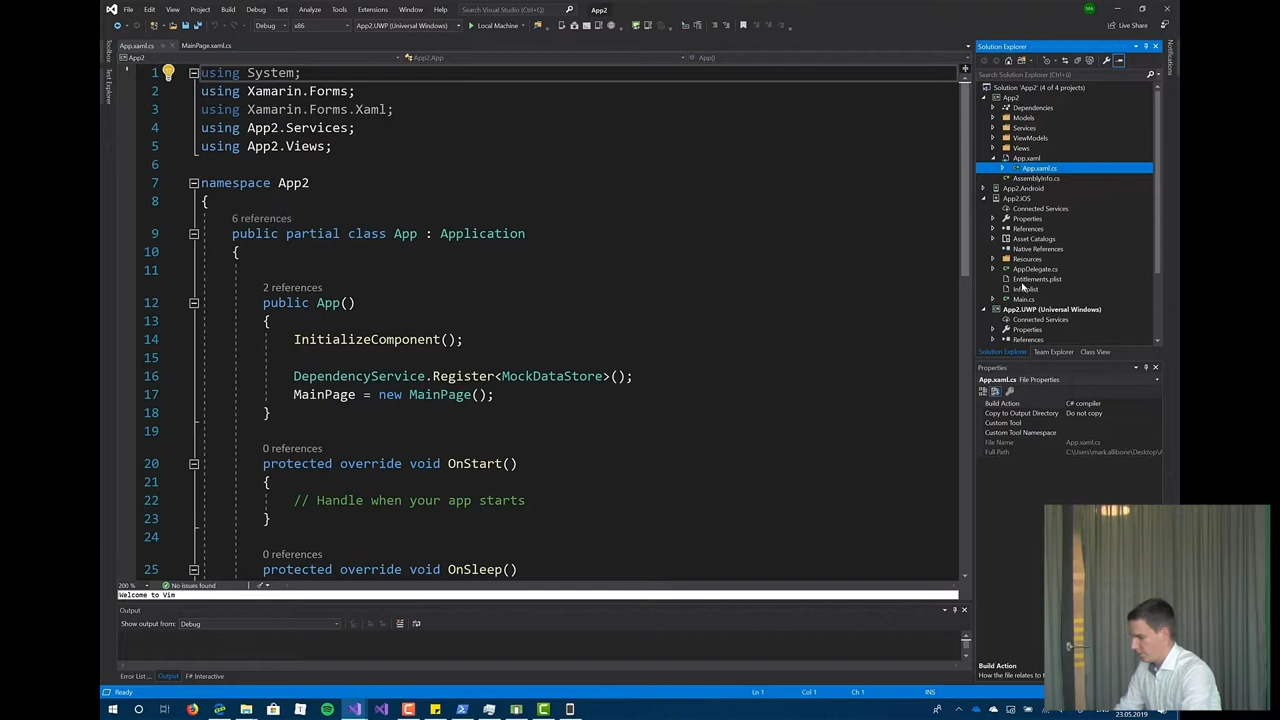 File Edit View Project Build Debug Test Analyze Tools Extensions Window Help Search Visual Studio App2 MA
Debug x86 App2.UWP (Universal Windows) Local Machine Live Share
App.xaml.cs MainPage.xaml.cs
App2 App2.App App()
Toolbox
Test Explorer
1 using System;
2 using Xamarin.Forms;
3 using Xamarin.Forms.Xaml;
4 using App2.Services;
5 using App2.Views;
6
7 namespace App2
8 {
6 references
9 public partial class App : Application
10 {
11
2 references
12 public App()
13 {
14 InitializeComponent();
15
16 DependencyService.Register<MockDataStore>();
17 MainPage = new MainPage();
18 }
19
0 references
20 protected override void OnStart()
21 {
22 // Handle when your app starts
23 }
24
0 references
25 protected override void OnSleep()
200 % No issues found
Welcome to Vim
Output
Show output from: Debug
Error List ... Output F# Interactive
Ready Ln 1 Col 1 Ch 1 INS
Solution Explorer
Search Solution Explorer (Ctrl+ü)
Solution 'App2' (4 of 4 projects)
App2
Dependencies
Models
Services
ViewModels
Views
App.xaml
App.xaml.cs
AssemblyInfo.cs
App2.Android
App2.iOS
Connected Services
Properties
References
Asset Catalogs
Native References
Resources
AppDelegate.cs
Entitlements.plist
Info.plist
Main.cs
App2.UWP (Universal Windows)
Connected Services
Properties
References
Solution Explorer Team Explorer Class View
Properties
App.xaml.cs File Properties
Build Action C# compiler
Copy to Output Directory Do not copy
Custom Tool
Custom Tool Namespace
File Name App.xaml.cs
Full Path C:\Users\mark.allibone\Desktop\A
Build Action
How the file relates to
Notifications
23.05.2019